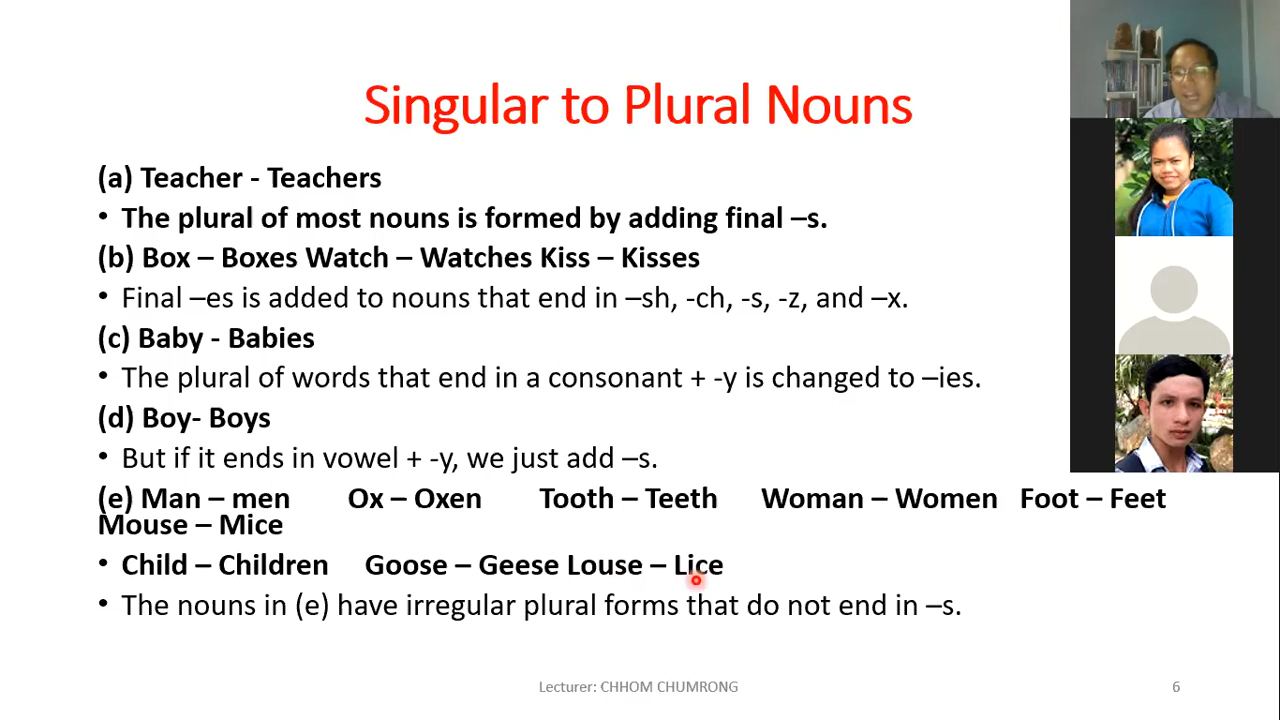 Singular to Plural Nouns
(a) Teacher - Teachers
• The plural of most nouns is formed by adding final –s.
(b) Box – Boxes Watch – Watches Kiss – Kisses
• Final –es is added to nouns that end in –sh, -ch, -s, -z, and –x.
(c) Baby - Babies
• The plural of words that end in a consonant + -y is changed to –ies.
(d) Boy- Boys
• But if it ends in vowel + -y, we just add –s.
(e) Man – men Ox – Oxen Tooth – Teeth Woman – Women Foot – Feet
Mouse – Mice
• Child – Children Goose – Geese Louse – Lice
• The nouns in (e) have irregular plural forms that do not end in –s.
Lecturer: CHHOM CHUMRONG
6